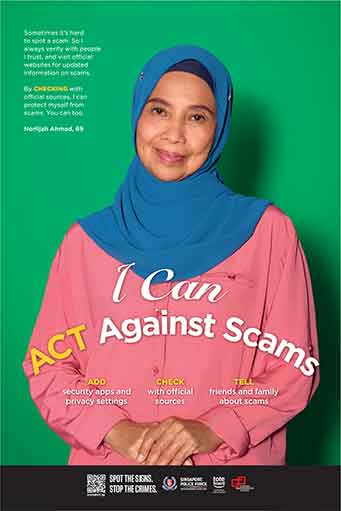 Sometimes it's hard
to spot a scam. So I
always verify with people
I trust, and visit official
websites for updated
information on scams.
By CHECKING with
official sources, I can
protect myself from
scams. You can too.
Norlijah Ahmad, 69
I Can
ACT Against Scams
ADD
security apps and
privacy settings
CHECK
with official
sources
TELL
friends and family
about scams
SPOT THE SIGNS.
STOP THE CRIMES.
SINGAPORE
POLICE FORCE
tote
board